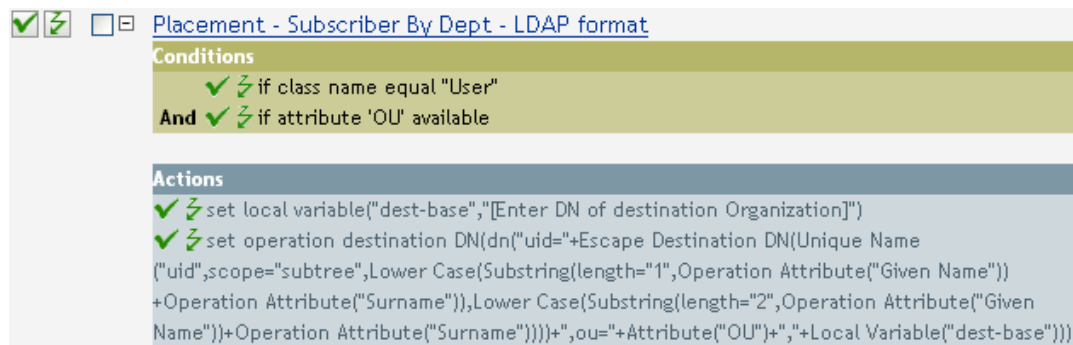 Placement - Subscriber By Dept - LDAP format
Conditions
if class name equal "User"
And if attribute 'OU' available
Actions
set local variable("dest-base","[Enter DN of destination Organization]")
set operation destination DN(dn("uid="+Escape Destination DN(Unique Name
("uid",scope="subtree",Lower Case(Substring(length="1",Operation Attribute("Given Name"))
+Operation Attribute("Surname")),Lower Case(Substring(length="2",Operation Attribute("Given
Name"))+Operation Attribute("Surname"))))+",ou="+Attribute("OU")+","+Local Variable("dest-base")))